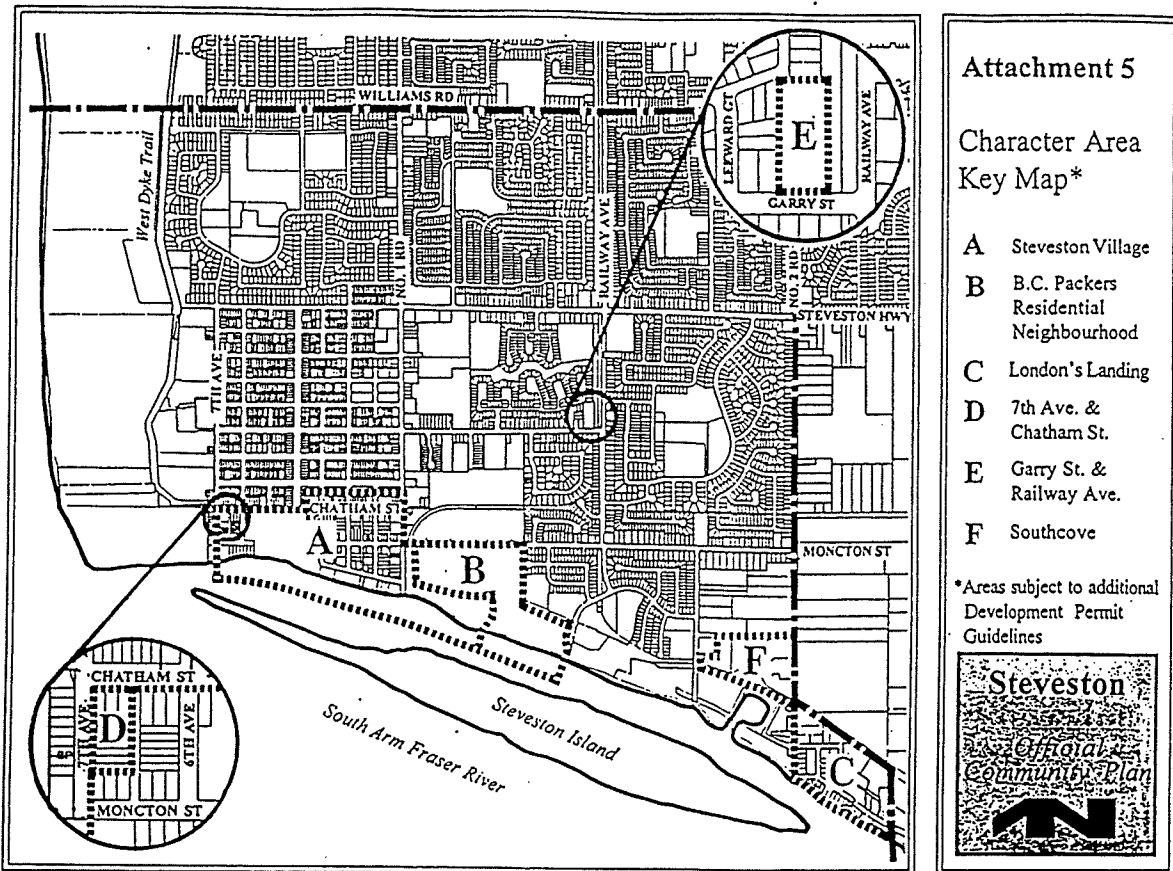 WILLIAMS RD
West Dyke Trail
NO. 1 RD
RAILWAY AVE
NO. 2 RD
STEVESTON HWY
7TH AVE
CHATHAM ST
MONCTON ST
A
B
C
F
Steveston Island
South Arm Fraser River
LEEWARD GT
E
RAILWAY AVE
GARRY ST
CHATHAM ST
7TH AVE
D
6TH AVE
MONCTON ST
Attachment 5
Character Area
Key Map*
A Steveston Village
B B.C. Packers
Residential
Neighbourhood
C London's Landing
D 7th Ave. &
Chatham St.
E Garry St. &
Railway Ave.
F Southcove
*Areas subject to additional
Development Permit
Guidelines
Steveston
Official
Community Plan